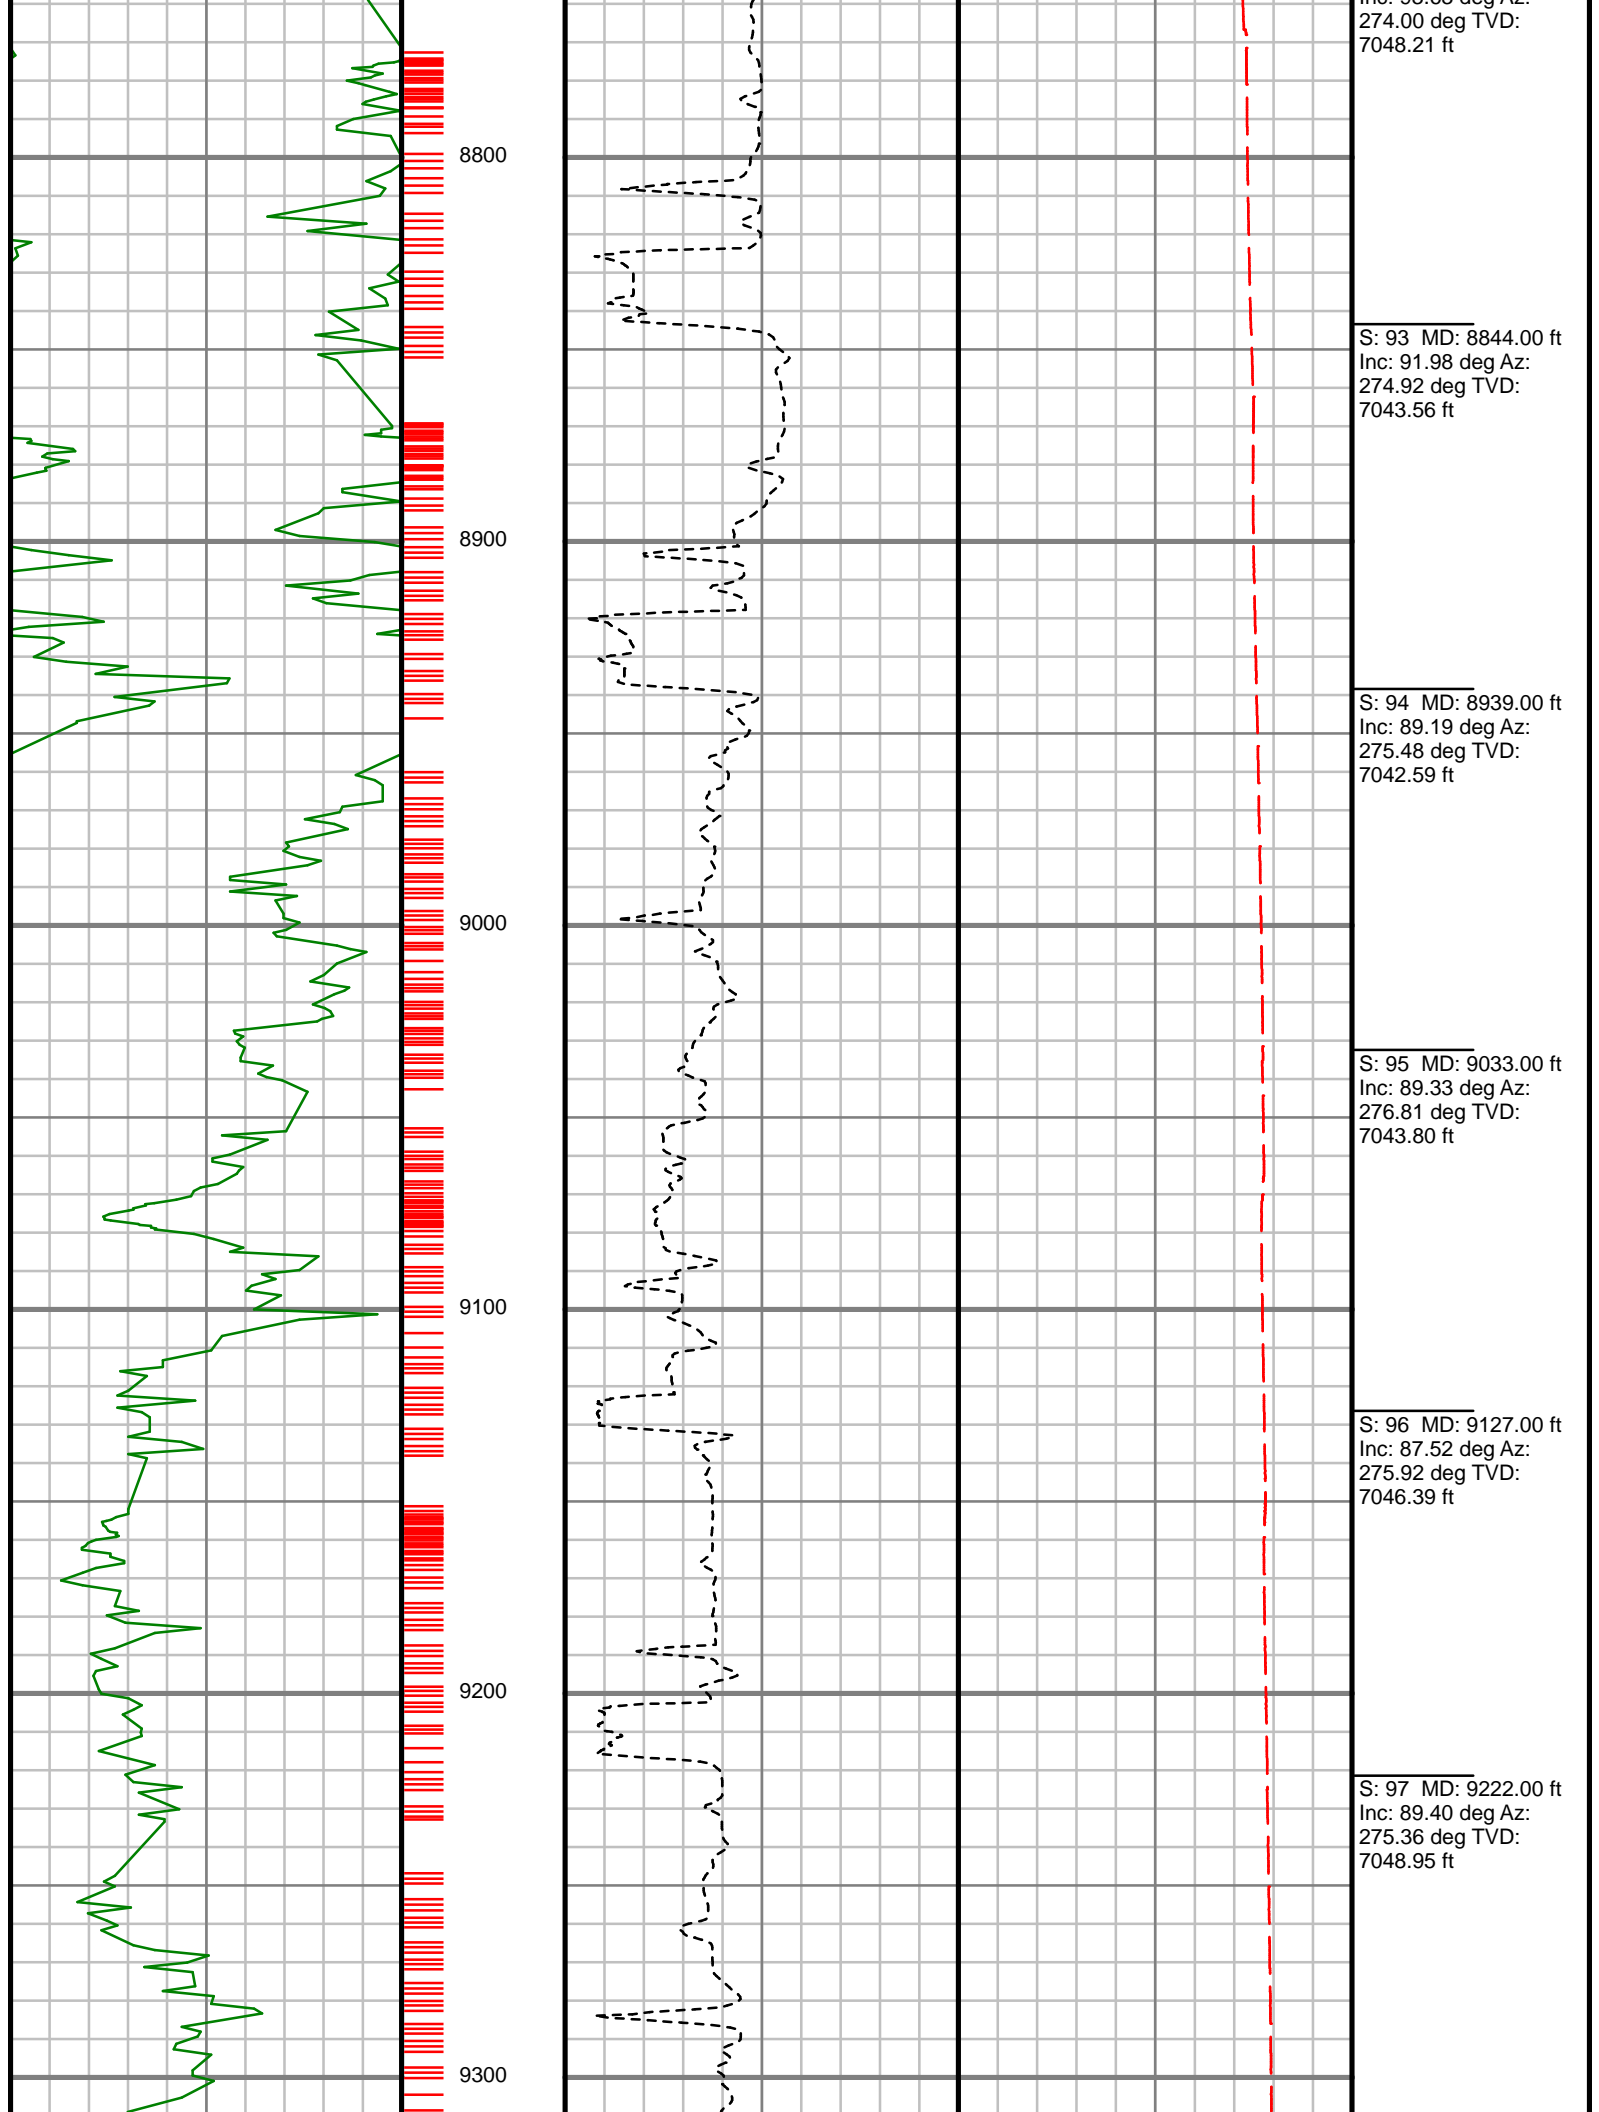 274.00 deg TVD:
7048.21 ft
8800
S: 93 MD: 8844.00 ft
Inc: 91.98 deg Az:
274.92 deg TVD:
7043.56 ft
8900
S: 94 MD: 8939.00 ft
Inc: 89.19 deg Az:
275.48 deg TVD:
7042.59 ft
9000
S: 95 MD: 9033.00 ft
Inc: 89.33 deg Az:
276.81 deg TVD:
7043.80 ft
9100
S: 96 MD: 9127.00 ft
Inc: 87.52 deg Az:
275.92 deg TVD:
7046.39 ft
9200
S: 97 MD: 9222.00 ft
Inc: 89.40 deg Az:
275.36 deg TVD:
7048.95 ft
9300